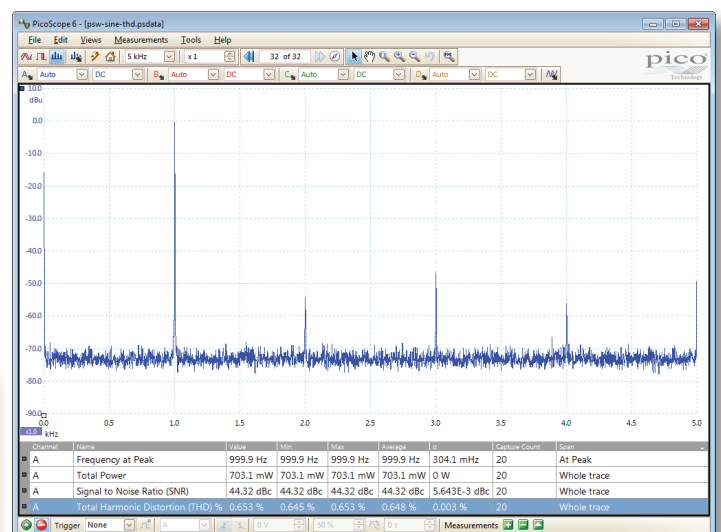 PicoScope 6 - [psw-sine-thd.psdata]
File Edit Views Measurements Tools Help
5 kHz x 1 32 of 32
pico
Technology
A Auto DC B Auto DC C Auto DC D Auto DC
10.0
dBu
0.0
-10.0
-20.0
-30.0
-40.0
-50.0
-60.0
-70.0
-80.0
-90.0
0.0 0.5 1.0 1.5 2.0 2.5 3.0 3.5 4.0 4.5 5.0
x1.0 kHz
Channel Name Value Min Max Average σ Capture Count Span
A Frequency at Peak 999.9 Hz 999.9 Hz 999.9 Hz 999.9 Hz 304.1 mHz 20 At Peak
A Total Power 703.1 mW 703.1 mW 703.1 mW 703.1 mW 0 W 20 Whole trace
A Signal to Noise Ratio (SNR) 44.32 dBc 44.32 dBc 44.32 dBc 44.32 dBc 5.643E-3 dBc 20 Whole trace
A Total Harmonic Distortion (THD) % 0.653 % 0.645 % 0.653 % 0.648 % 0.003 % 20 Whole trace
Trigger None A 0 V 50 % 0 s Measurements